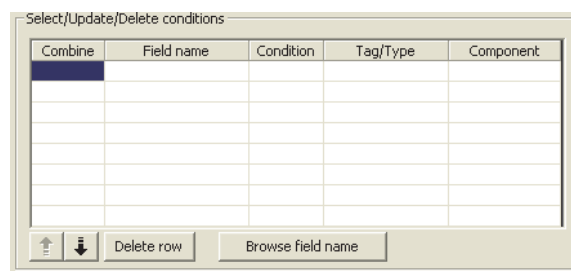 Select/Update/Delete conditions
Combine Field name Condition Tag/Type Component
Delete row Browse field name